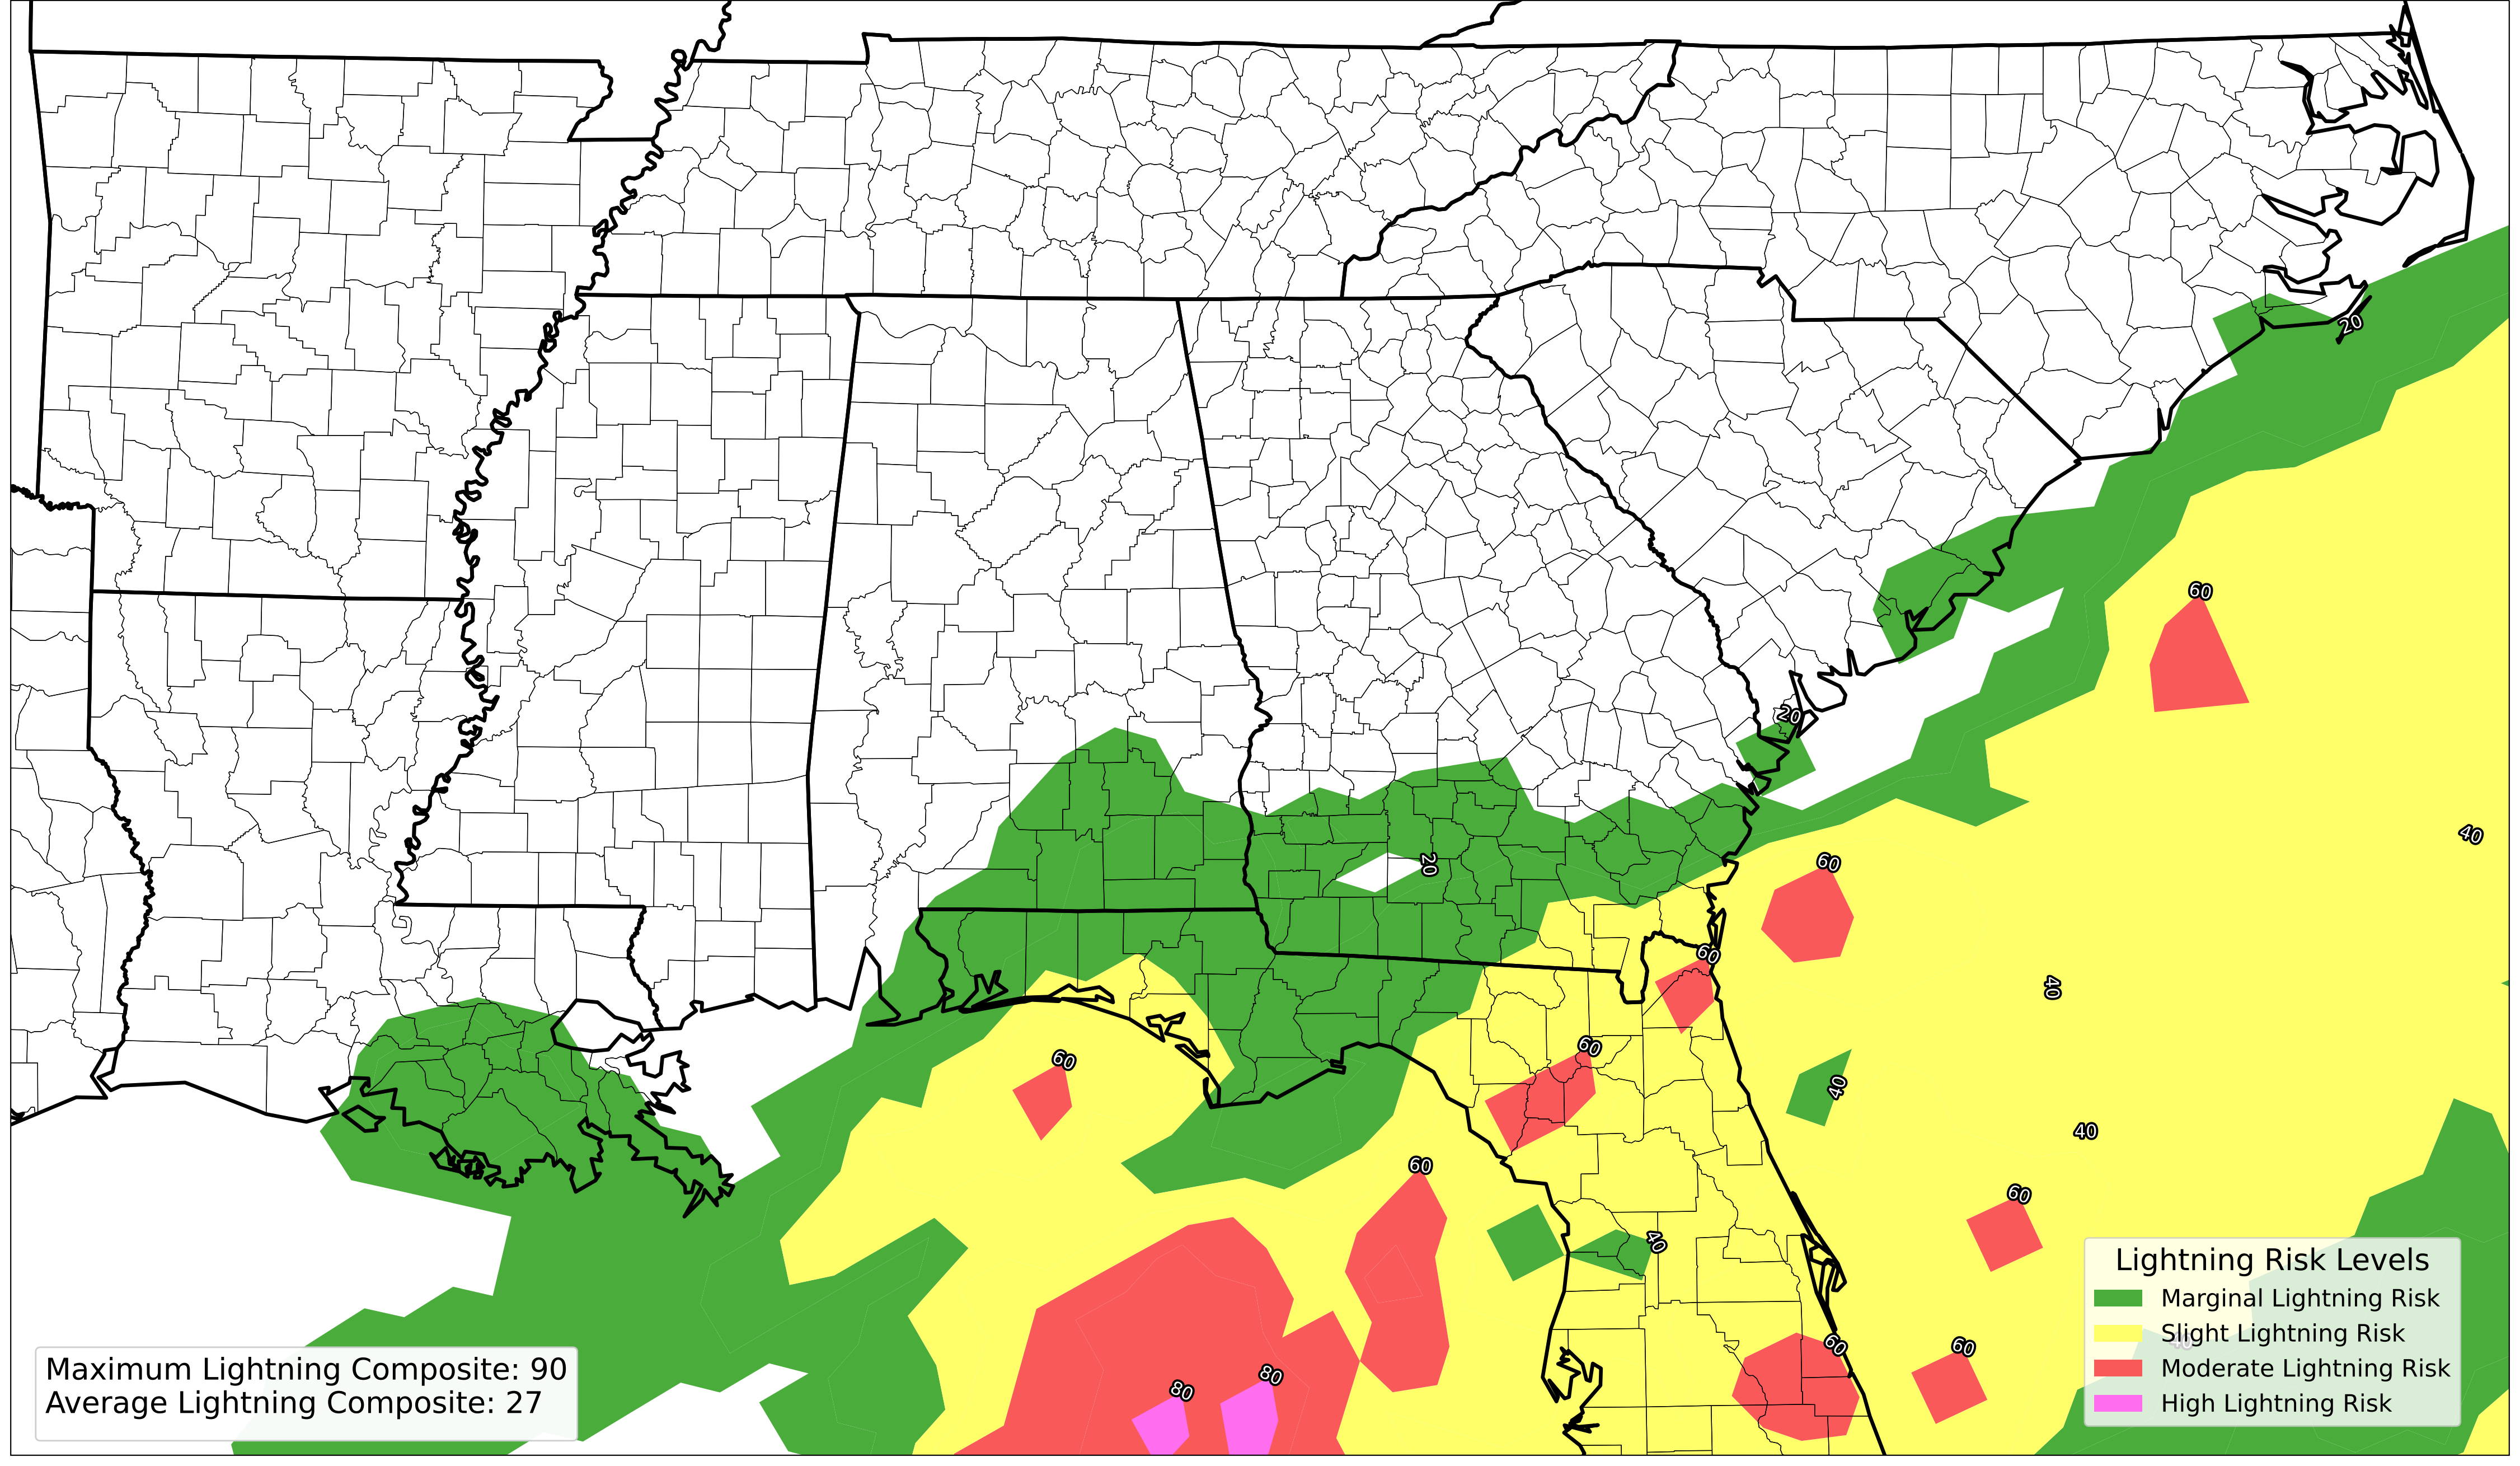 20
60
20
40
60
20
60
40
60
60
40
60
40
60
60
40
60
60
80
80
Lightning Risk Levels
Marginal Lightning Risk
Slight Lightning Risk
Moderate Lightning Risk
High Lightning Risk
Maximum Lightning Composite: 90
Average Lightning Composite: 27